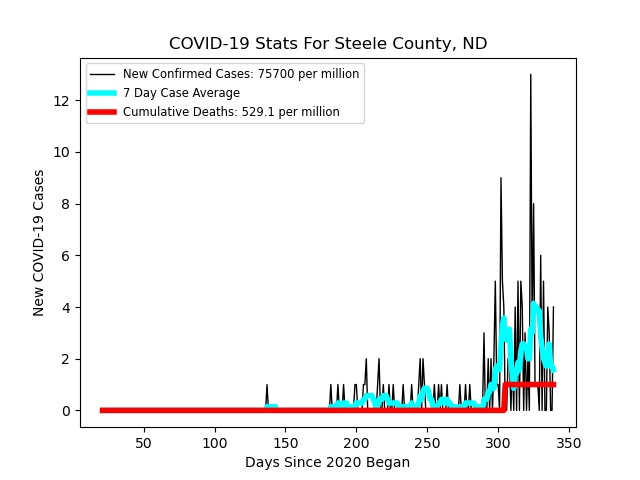 COVID-19 Stats For Steele County, ND
New Confirmed Cases: 75700 per million
7 Day Case Average
Cumulative Deaths: 529.1 per million
New COVID-19 Cases
12
10
8
6
4
2
0
50 100 150 200 250 300 350
Days Since 2020 Began